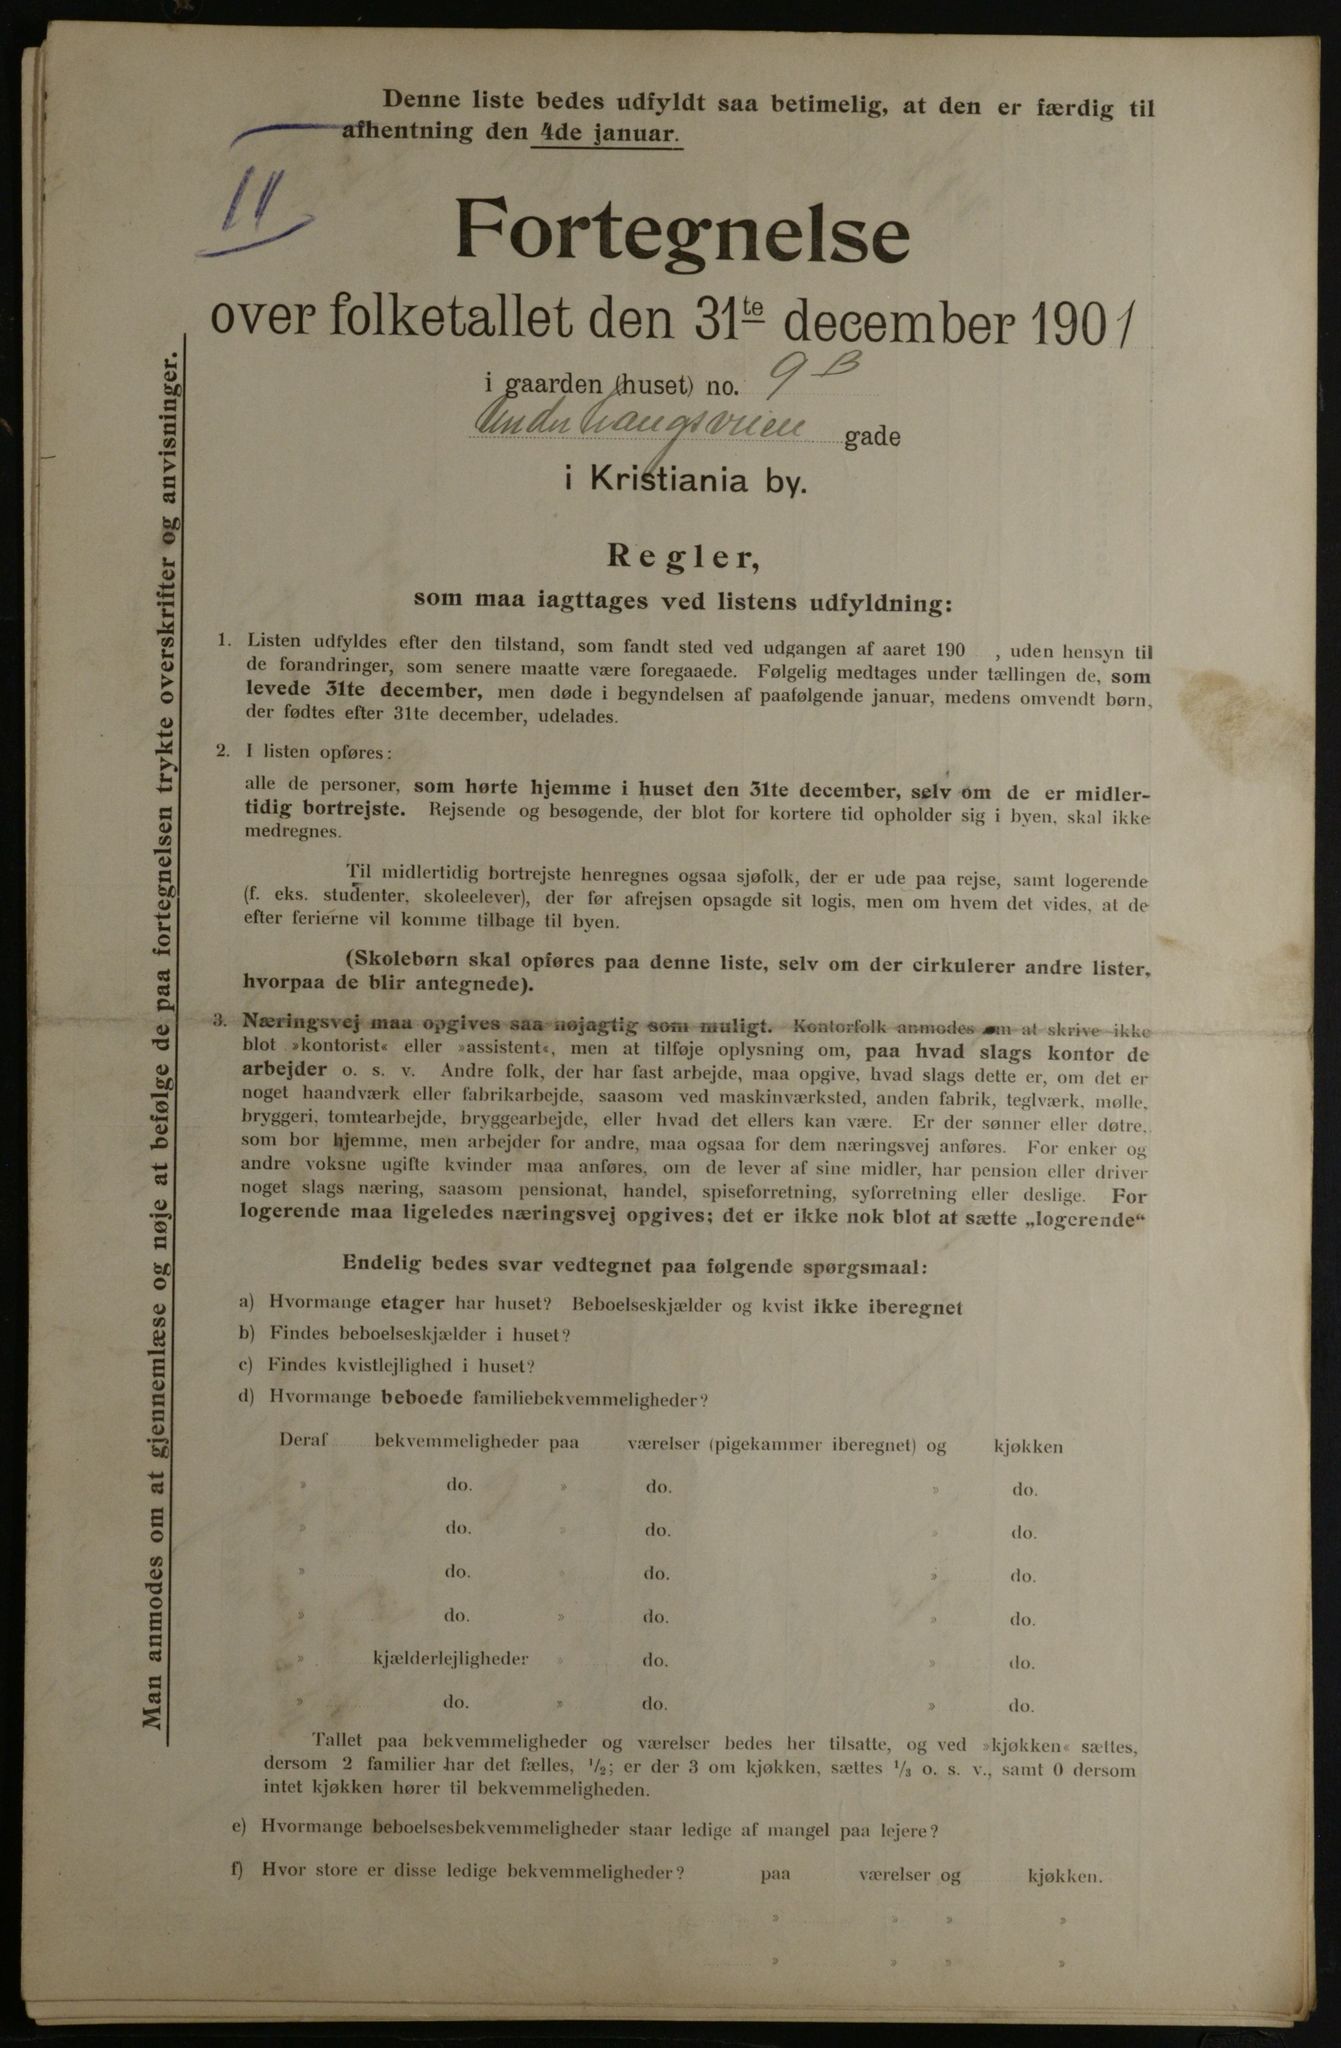 Denne liste bedes udfyldt saa betimelig, at den er færdig til
afhentning den 4de januar.
II
Fortegnelse
over folketallet den 31te december 1901
i gaarden (huset) no. 9 B
Underhaugsveien gade
i Kristiania by.
Regler,
som maa iagttages ved listens udfyldning:
1. Listen udfyldes efter den tilstand, som fandt sted ved udgangen af aaret 190 , uden hensyn til
de forandringer, som senere maatte være foregaaede. Følgelig medtages under tællingen de, som
levede 31te december, men døde i begyndelsen af paafølgende januar, medens omvendt børn,
der fødtes efter 31te december, udelades.
2. I listen opføres:
alle de personer, som hørte hjemme i huset den 31te december, selv om de er midler-
tidig bortrejste. Rejsende og besøgende, der blot for kortere tid opholder sig i byen, skal ikke
medregnes.
Til midlertidig bortrejste henregnes ogsaa sjøfolk, der er ude paa rejse, samt logerende
(f. eks. studenter, skoleelever), der før afrejsen opsagde sit logis, men om hvem det vides, at de
efter ferierne vil komme tilbage til byen.
(Skolebørn skal opføres paa denne liste, selv om der cirkulerer andre lister,
hvorpaa de blir antegnede).
3. Næringsvej maa opgives saa nøjagtig som muligt. Kontorfolk anmodes om at skrive ikke
blot »kontorist« eller »assistent«, men at tilføje oplysning om, paa hvad slags kontor de
arbejder o. s. v. Andre folk, der har fast arbejde, maa opgive, hvad slags dette er, om det er
noget haandværk eller fabrikarbejde, saasom ved maskinværksted, anden fabrik, teglværk, mølle,
bryggeri, tomtearbejde, bryggearbejde, eller hvad det ellers kan være. Er der sønner eller døtre,
som bor hjemme, men arbejder for andre, maa ogsaa for dem næringsvej anføres. For enker og
andre voksne ugifte kvinder maa anføres, om de lever af sine midler, har pension eller driver
noget slags næring, saasom pensionat, handel, spiseforretning, syforretning eller deslige. For
logerende maa ligeledes næringsvej opgives; det er ikke nok blot at sætte „logerende“
Endelig bedes svar vedtegnet paa følgende spørgsmaal:
a) Hvormange etager har huset? Beboelseskjælder og kvist ikke iberegnet
b) Findes beboelseskjælder i huset?
c) Findes kvistlejlighed i huset?
d) Hvormange beboede familiebekvemmeligheder?
Deraf bekvemmeligheder paa værelser (pigekammer iberegnet) og kjøkken
» do. » do. » do.
» do. » do. » do.
» do. » do. » do.
» do. » do. » do.
» kjælderlejligheder » do. » do.
» do. » do. » do.
Tallet paa bekvemmeligheder og værelser bedes her tilsatte, og ved »kjøkken« sættes,
dersom 2 familier har det fælles, 1/2; er der 3 om kjøkken, sættes 1/3 o. s. v., samt 0 dersom
intet kjøkken hører til bekvemmeligheden.
e) Hvormange beboelsesbekvemmeligheder staar ledige af mangel paa lejere?
f) Hvor store er disse ledige bekvemmeligheder? paa værelser og kjøkken.
» » » »
» » » »
Man anmodes om at gjennemlæse og nøje at befølge de paa fortegnelsen trykte overskrifter og anvisninger.